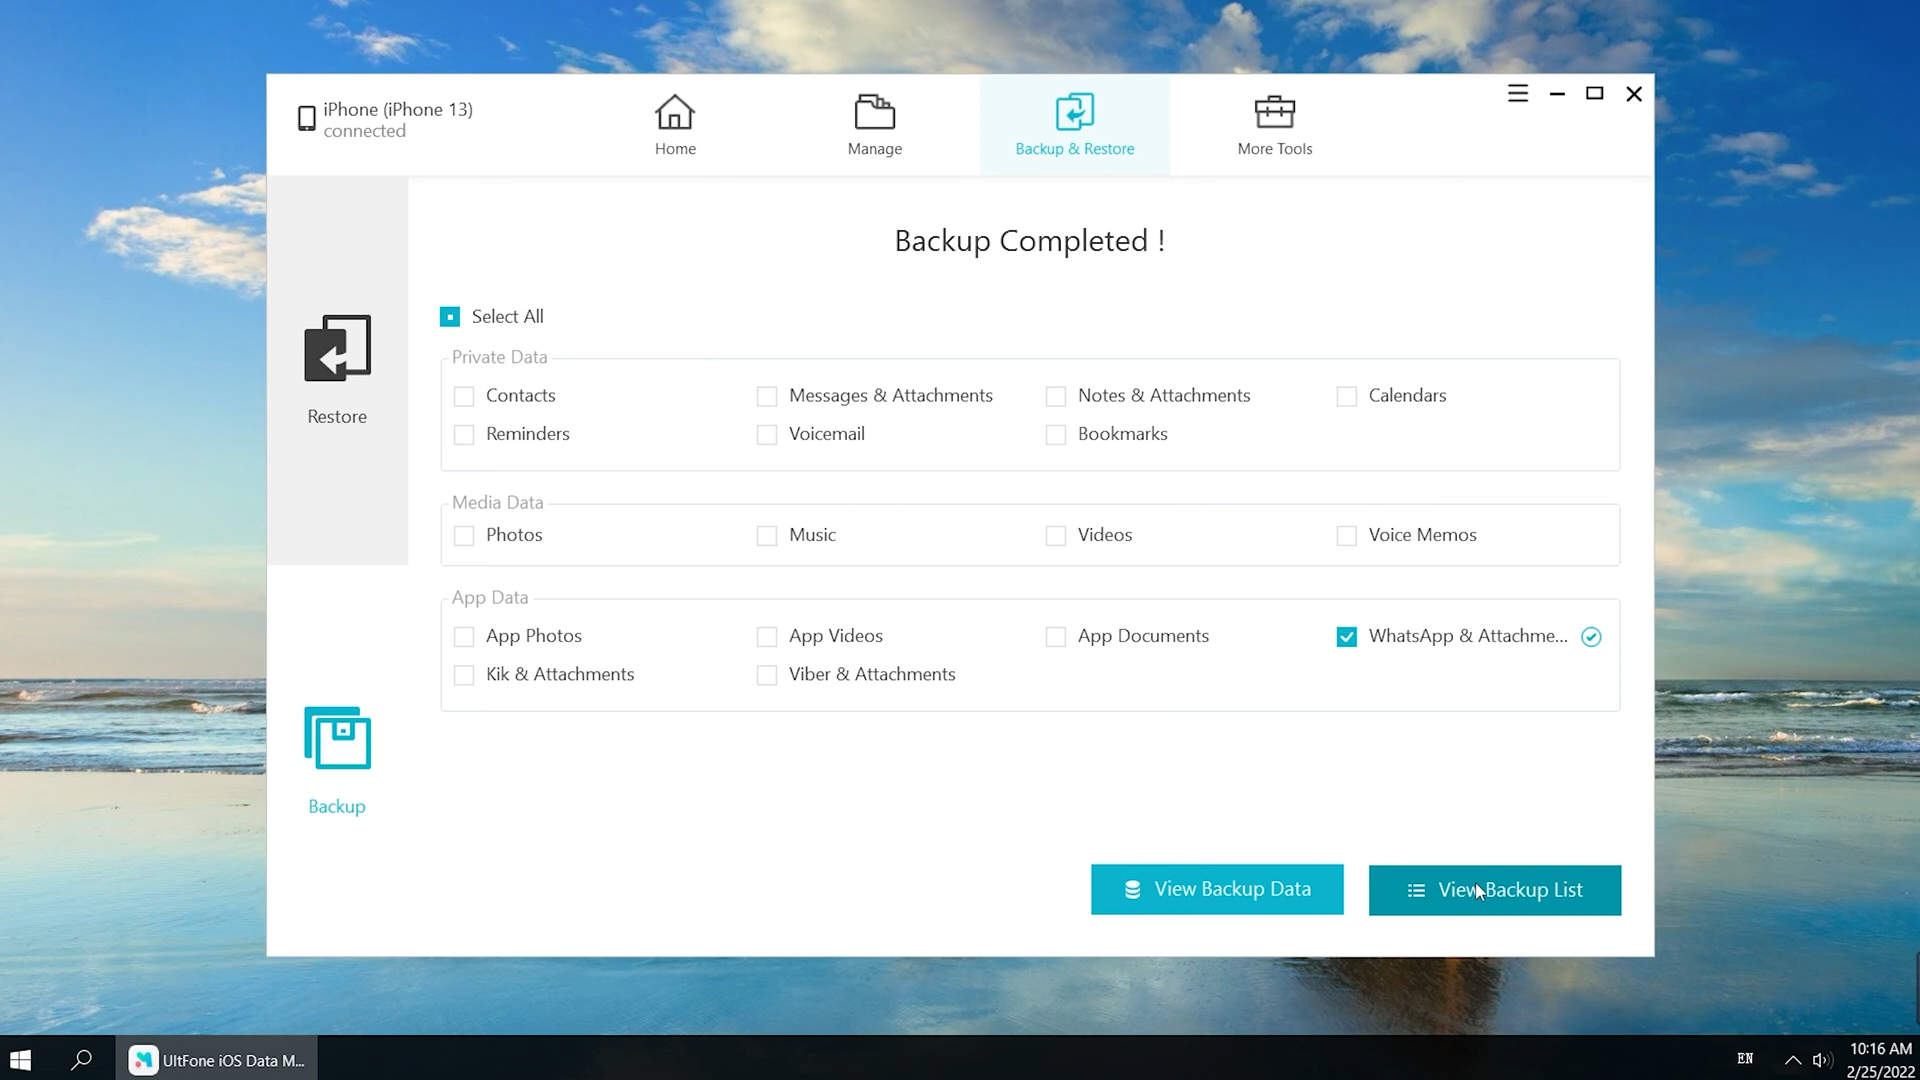 iPhone (iPhone 13)
connected
Home
Manage
Backup & Restore
More Tools
Backup Completed !
Select All
Private Data
Contacts
Messages & Attachments
Notes & Attachments
Calendars
Reminders
Voicemail
Bookmarks
Media Data
Photos
Music
Videos
Voice Memos
App Data
App Photos
App Videos
App Documents
WhatsApp & Attachme...
Kik & Attachments
Viber & Attachments
Restore
Backup
View Backup Data
View Backup List
UltFone iOS Data M...
EN
10:16 AM
2/25/2022